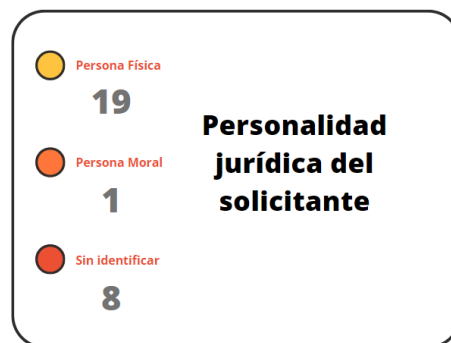 Persona Física
19
Persona Moral
1
Sin identificar
8
Personalidad
jurídica del
solicitante